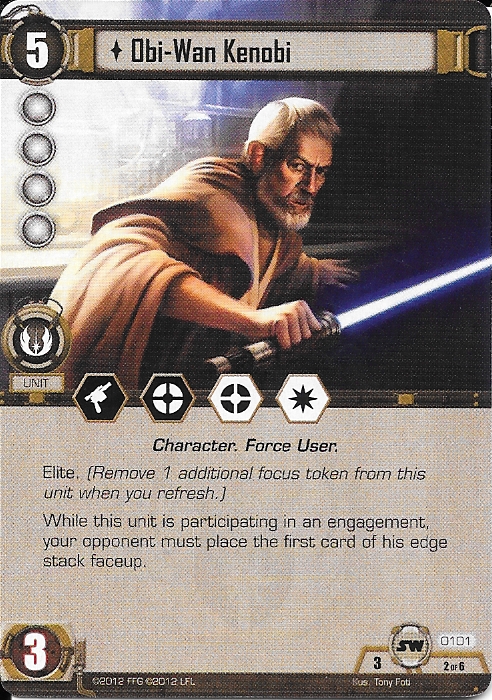 5
Obi-Wan Kenobi
UNIT
Character. Force User.
Elite. (Remove 1 additional focus token from this
unit when you refresh.)
While this unit is participating in an engagement,
your opponent must place the first card of his edge
stack faceup.
3
©2012 FFG ©2012 LFL
Illus. Tony Foti
SW
0101
3
2 OF 6